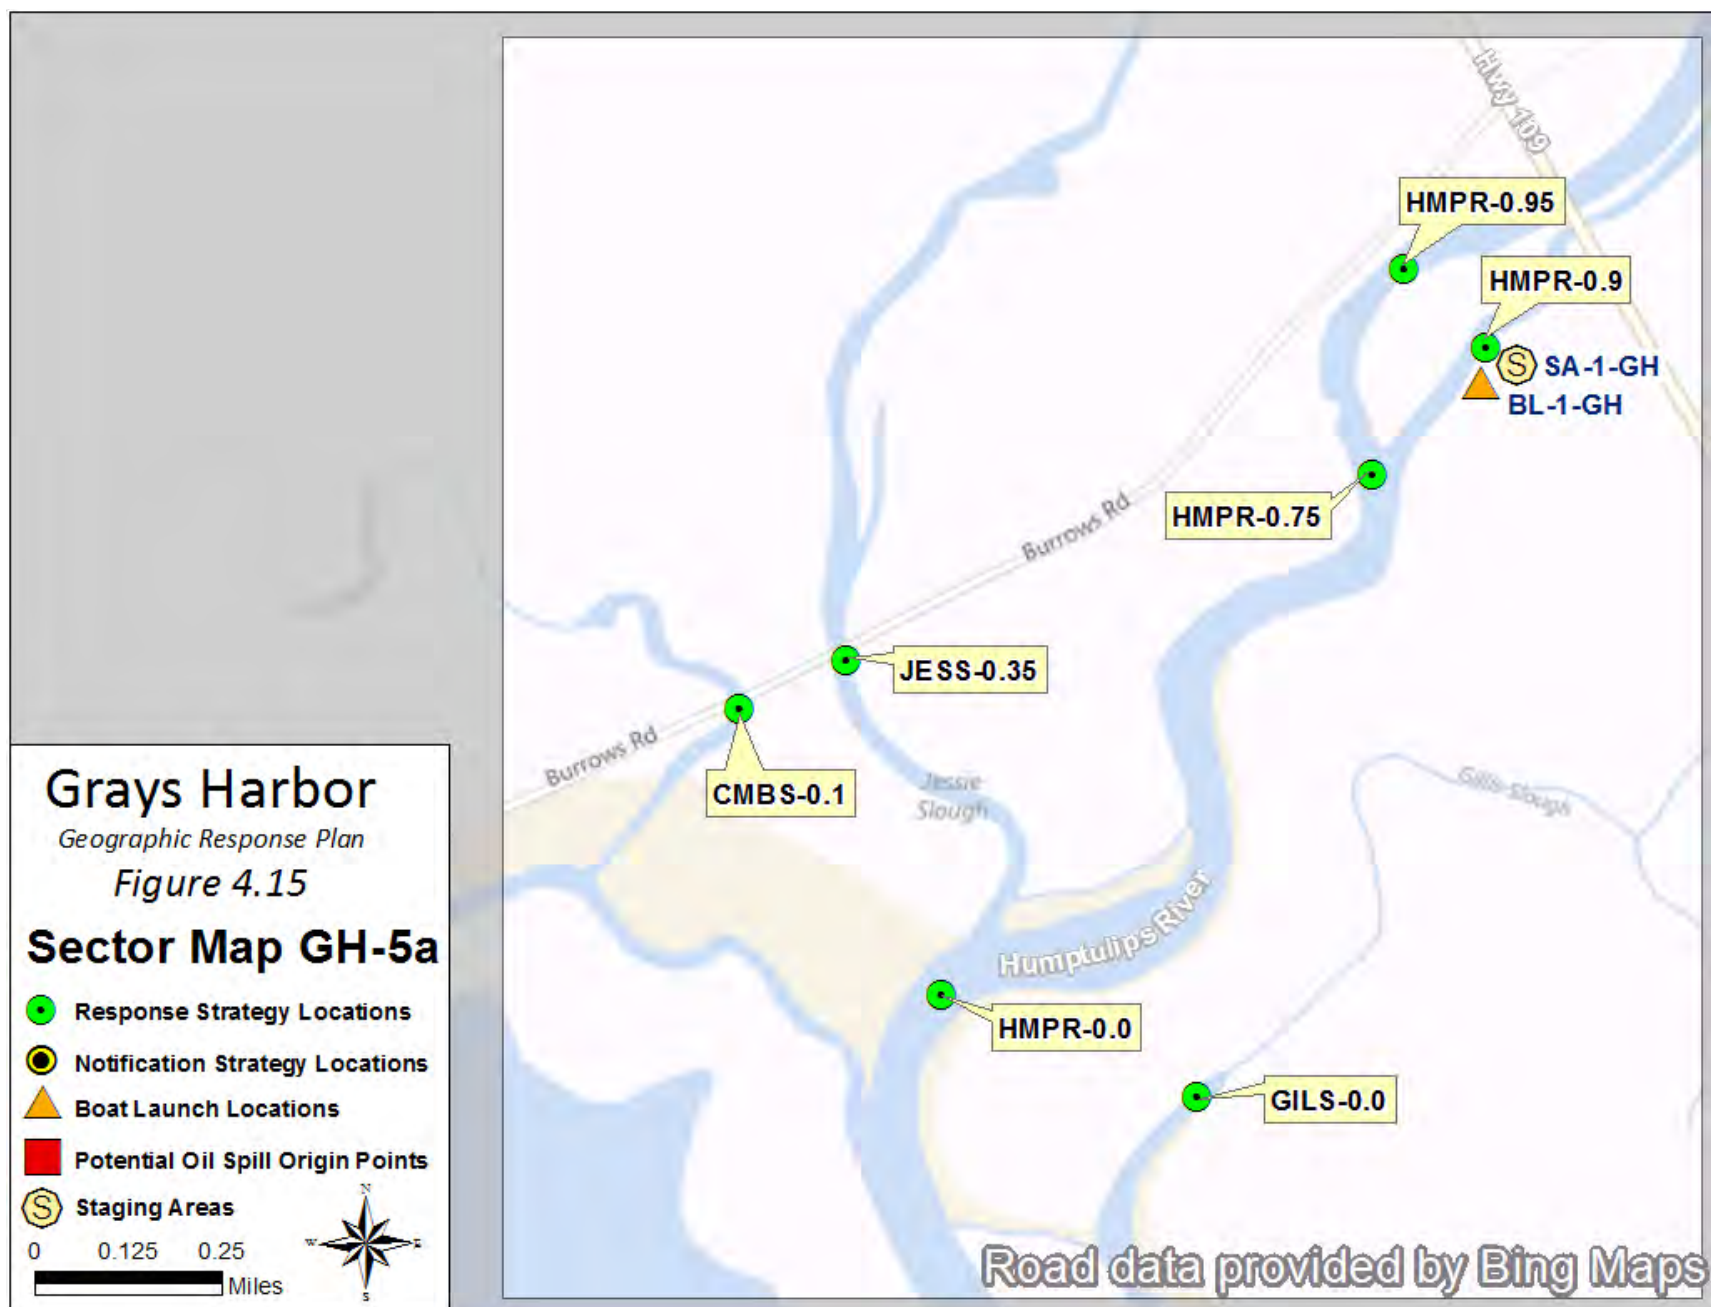 Hwy 109
HMPR-0.95
HMPR-0.9
SA-1-GH
BL-1-GH
HMPR-0.75
Burrows Rd
JESS-0.35
Burrows Rd
CMBS-0.1
Jessie
Slough
Gillis Slough
Humptulips River
HMPR-0.0
GILS-0.0
Grays Harbor
Geographic Response Plan
Figure 4.15
Sector Map GH-5a
Response Strategy Locations
Notification Strategy Locations
Boat Launch Locations
Potential Oil Spill Origin Points
S Staging Areas
0 0.125 0.25
Miles
N
W E
S
S
Road data provided by Bing Maps